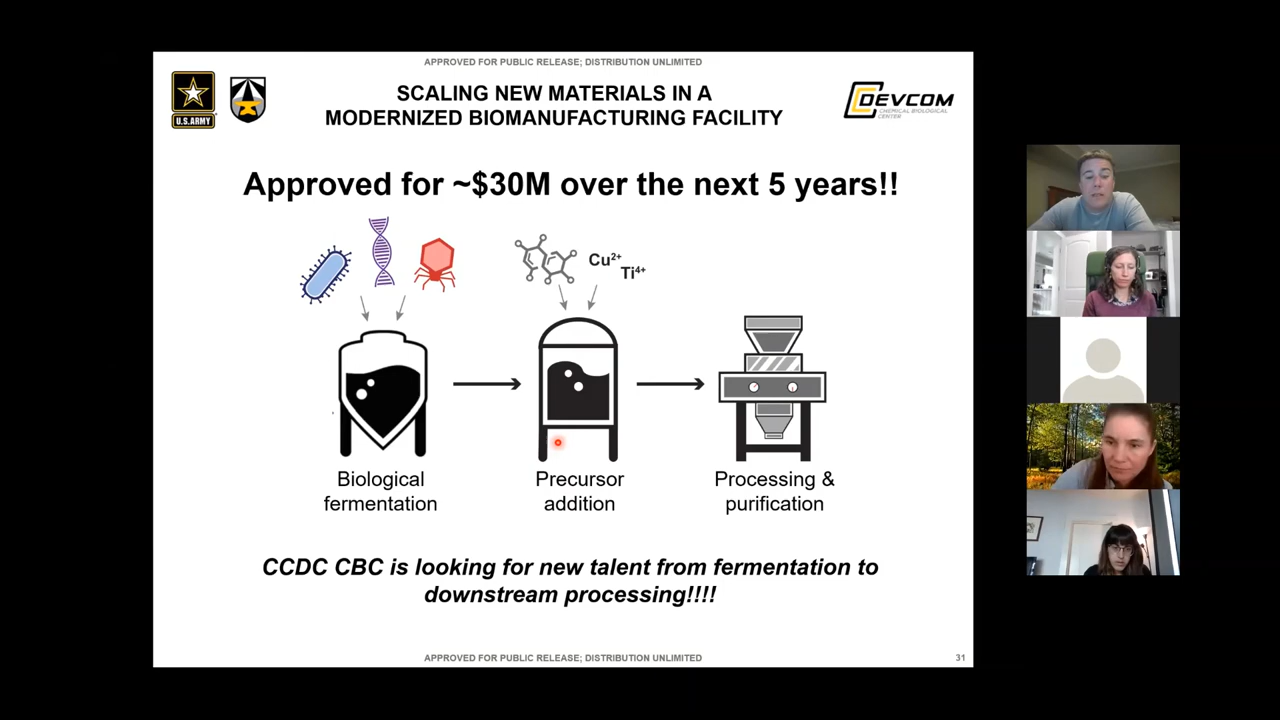 APPROVED FOR PUBLIC RELEASE; DISTRIBUTION UNLIMITED
U.S.ARMY
SCALING NEW MATERIALS IN A
MODERNIZED BIOMANUFACTURING FACILITY
DEVCOM
CHEMICAL BIOLOGICAL
CENTER
Approved for ~$30M over the next 5 years!!
Cu²⁺
Ti⁴⁺
Biological
fermentation
Precursor
addition
Processing &
purification
CCDC CBC is looking for new talent from fermentation to
downstream processing!!!!
APPROVED FOR PUBLIC RELEASE; DISTRIBUTION UNLIMITED
31